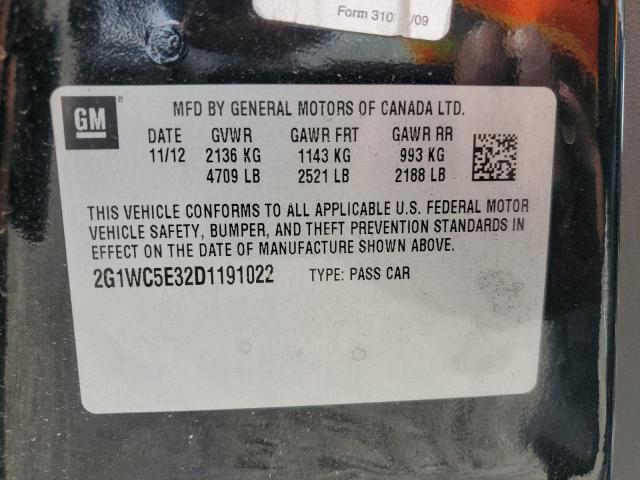 Form 310 /09
GM
MFD BY GENERAL MOTORS OF CANADA LTD.
DATE GVWR GAWR FRT GAWR RR
11/12 2136 KG 1143 KG 993 KG
4709 LB 2521 LB 2188 LB
THIS VEHICLE CONFORMS TO ALL APPLICABLE U.S. FEDERAL MOTOR
VEHICLE SAFETY, BUMPER, AND THEFT PREVENTION STANDARDS IN
EFFECT ON THE DATE OF MANUFACTURE SHOWN ABOVE.
2G1WC5E32D1191022 TYPE: PASS CAR